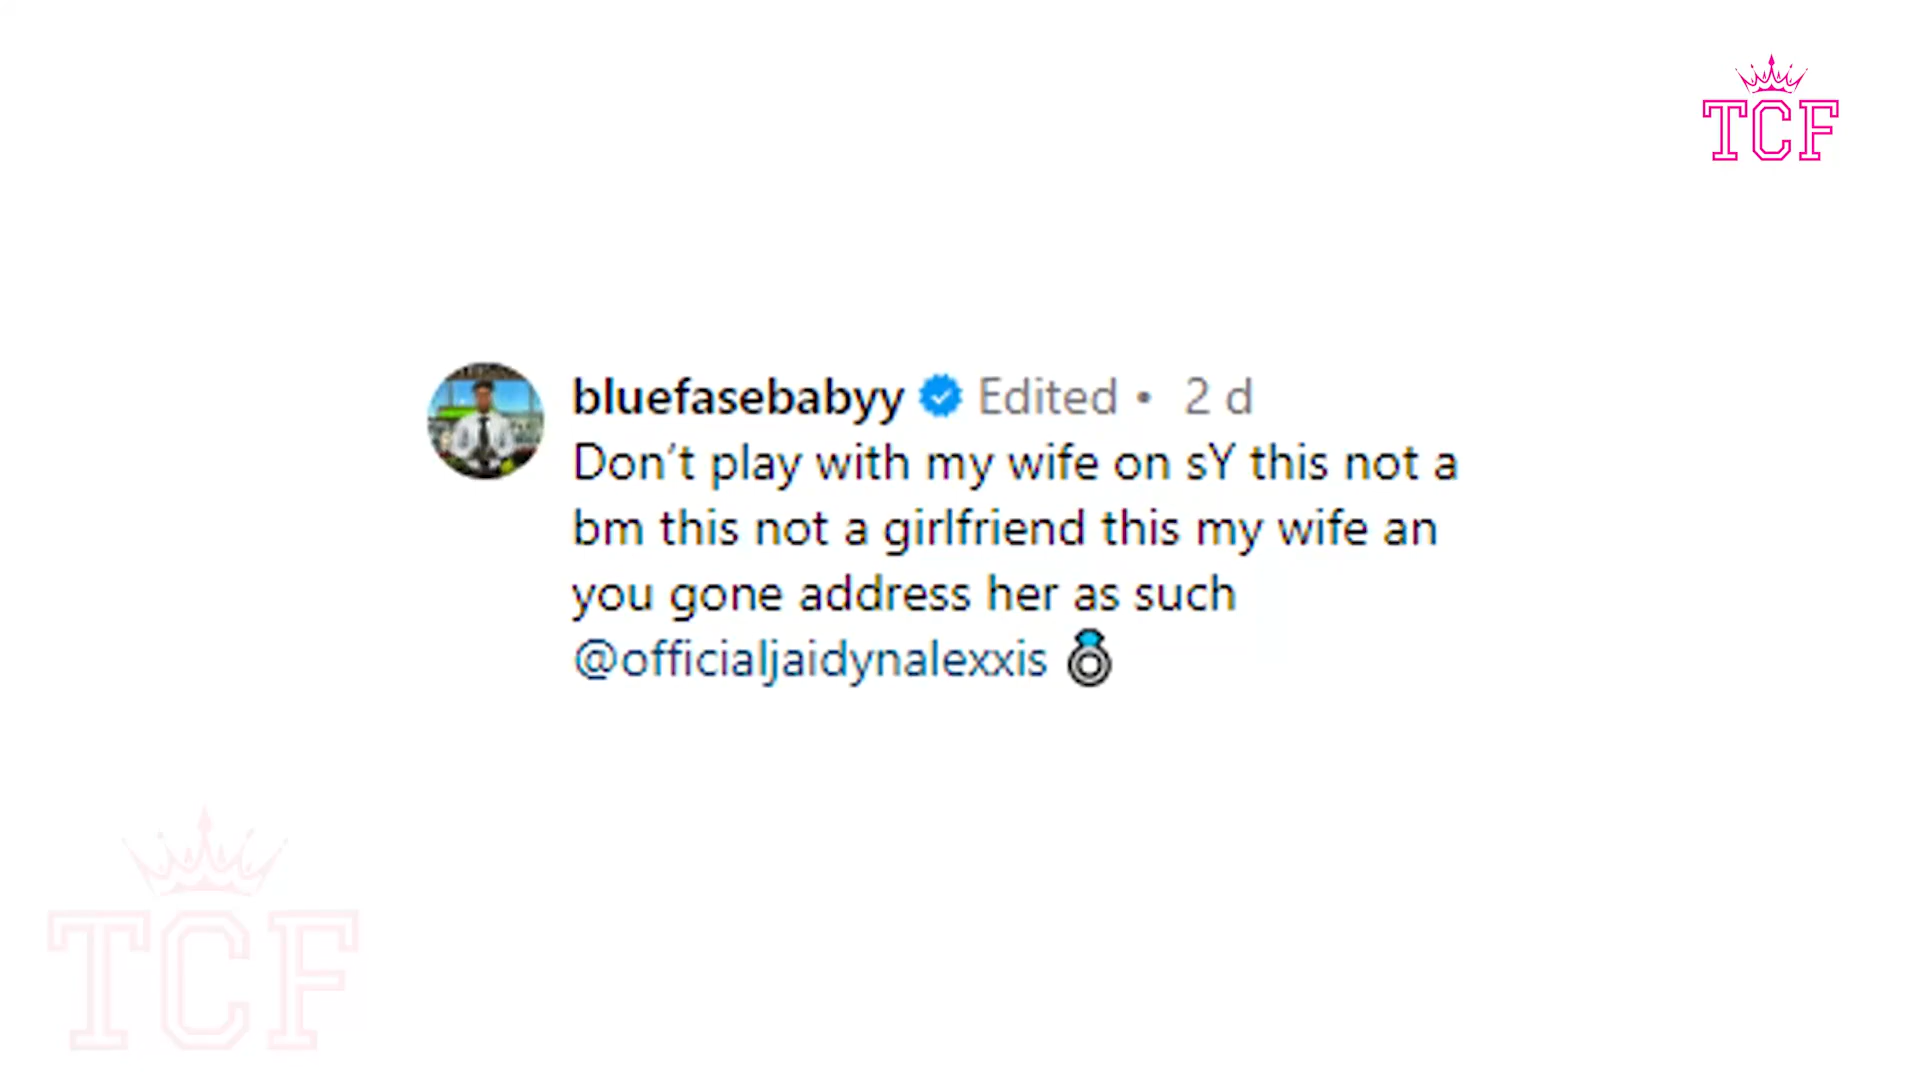 TCF
bluefasebabyy Edited • 2 d
Don't play with my wife on sY this not a
bm this not a girlfriend this my wife an
you gone address her as such
@officialjaidynalexxis 💍
TCF